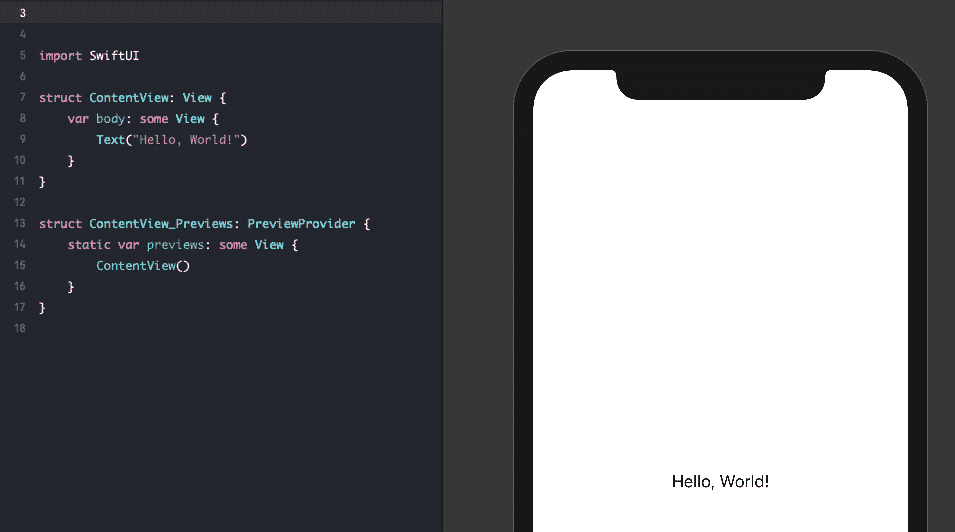 3
4
5 import SwiftUI
6
7 struct ContentView: View {
8     var body: some View {
9         Text("Hello, World!")
10     }
11 }
12
13 struct ContentView_Previews: PreviewProvider {
14     static var previews: some View {
15         ContentView()
16     }
17 }
18
Hello, World!